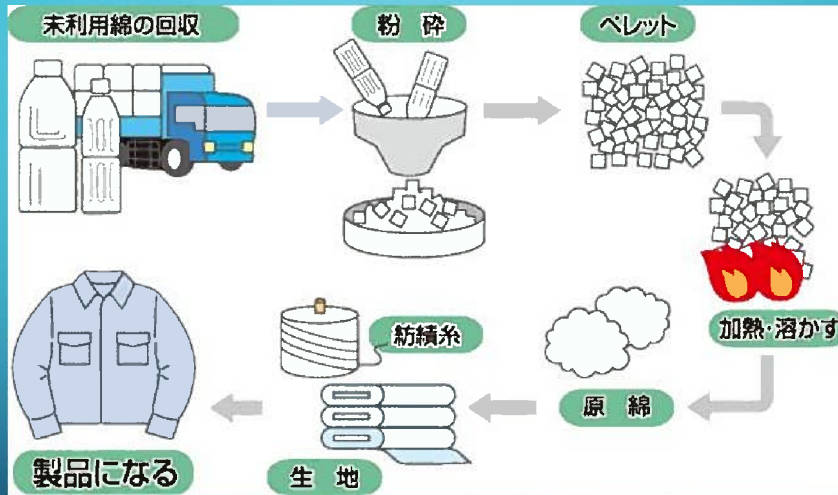 未利用綿の回収
粉砕
ペレット
加熱・溶かす
原綿
紡績糸
生地
製品になる